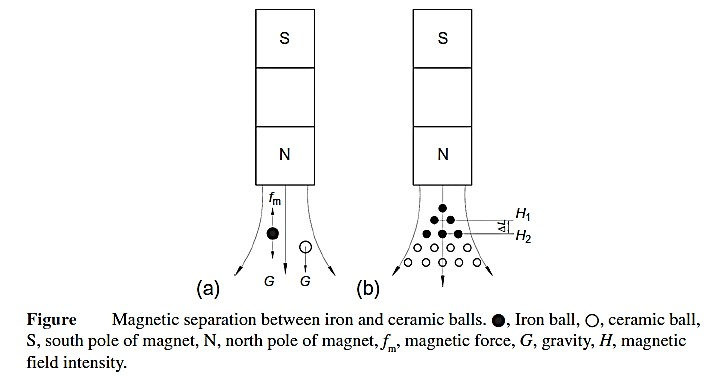 S
S
N
N
fm
H1
ΔL
H2
(a)
G
G
(b)
Figure Magnetic separation between iron and ceramic balls. ●, Iron ball, ○, ceramic ball,
S, south pole of magnet, N, north pole of magnet, fm, magnetic force, G, gravity, H, magnetic
field intensity.